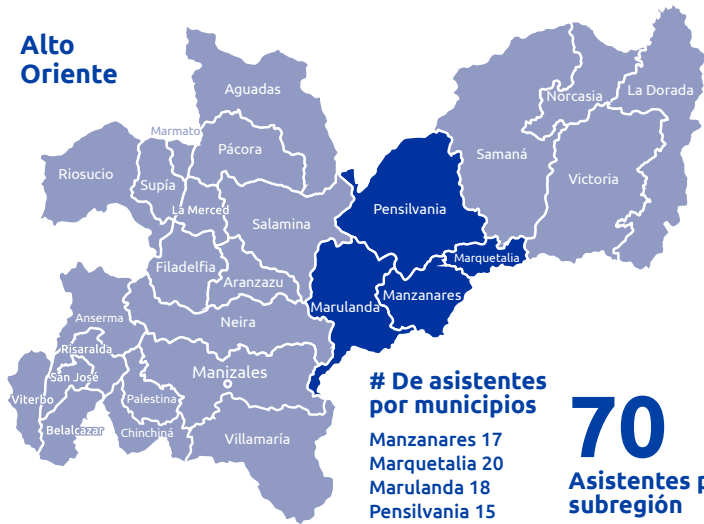 Alto
Oriente
Aguadas
Marmato
Pácora
Riosucio
Supía
La Merced
Salamina
Filadelfia
Aranzazu
Neira
Anserma
Risaralda
San José
Viterbo
Belalcazar
Palestina
Chinchiná
Manizales
Villamaría
Marulanda
Manzanares
Pensilvania
Marquetalia
Samaná
Norcasia
La Dorada
Victoria
# De asistentes
por municipios
Manzanares 17
Marquetalia 20
Marulanda 18
Pensilvania 15
70
Asistentes p
subregión